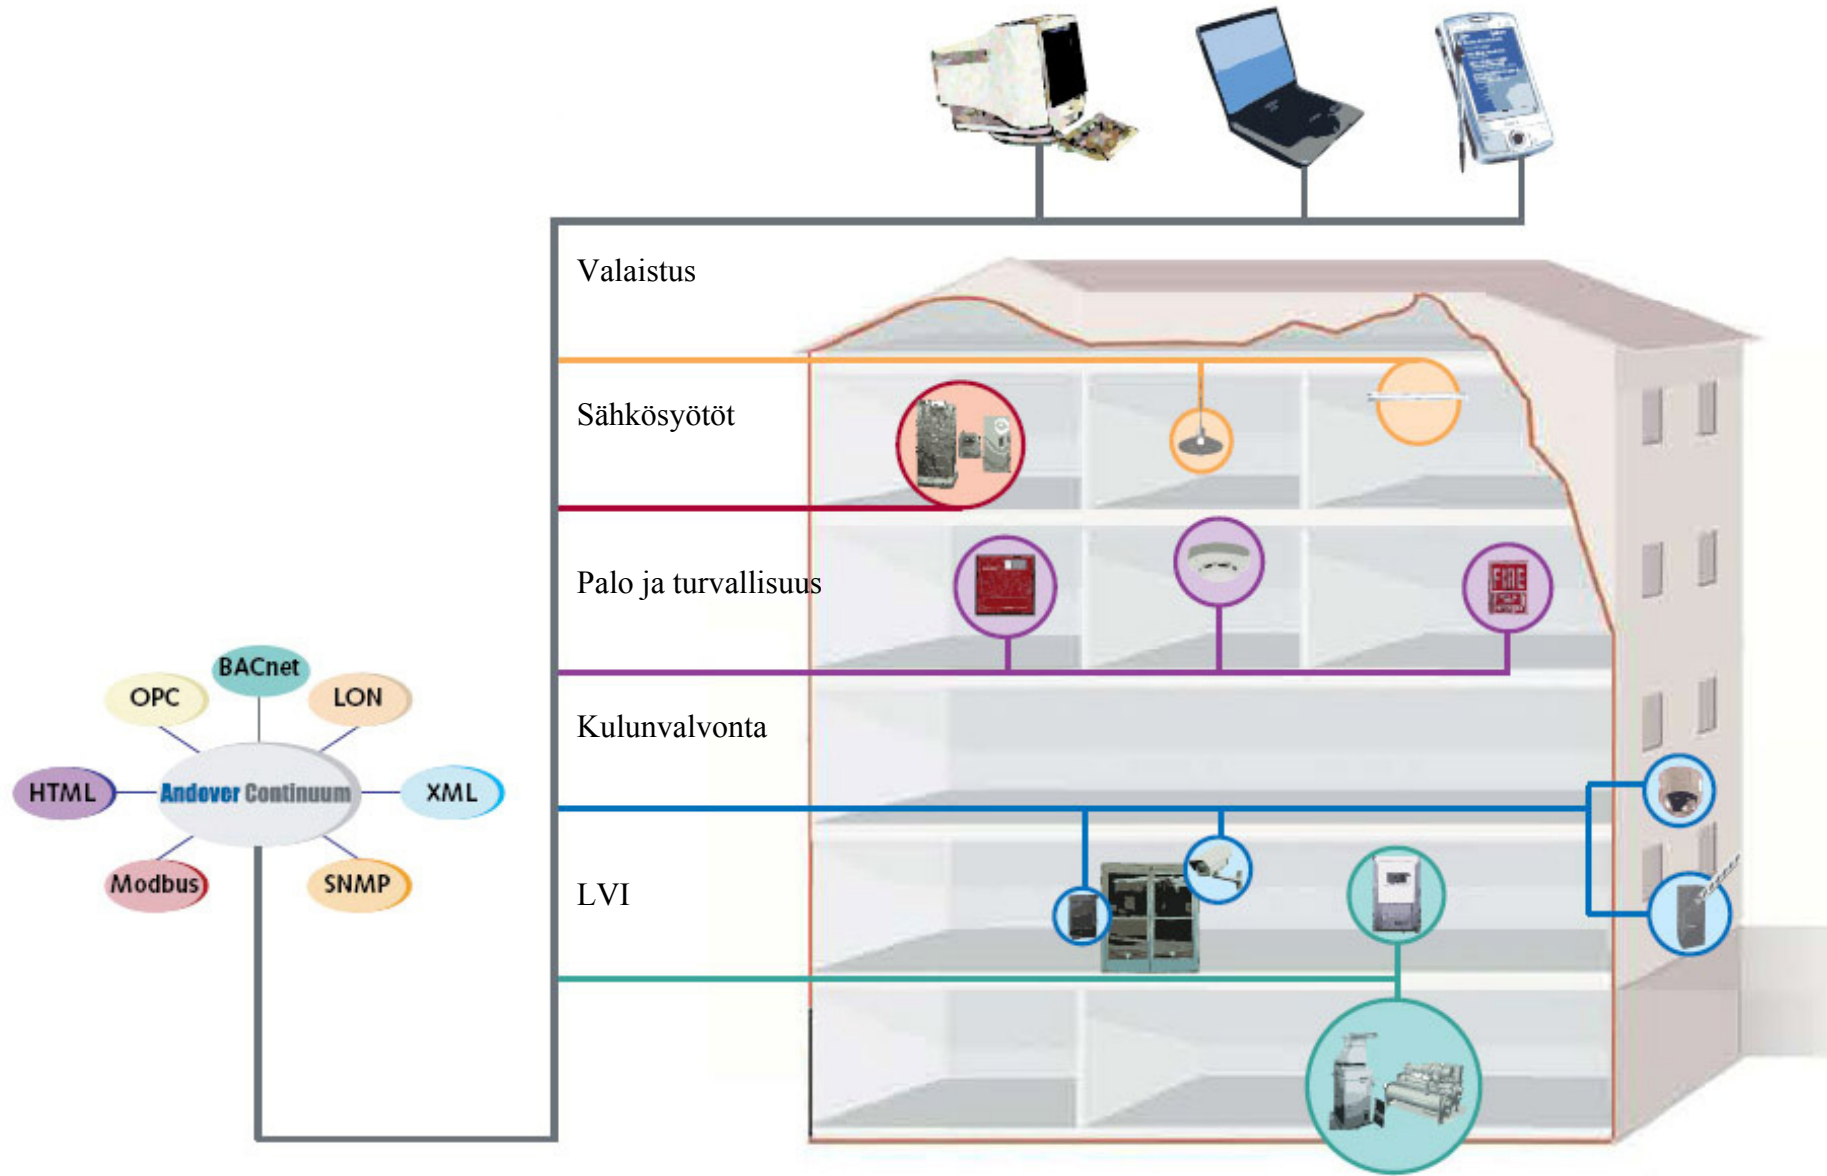 Valaistus
Sähkösyötöt
Palo ja turvallisuus
FIRE
Kulunvalvonta
LVI
BACnet
OPC
LON
HTML
Andover Continuum
XML
Modbus
SNMP